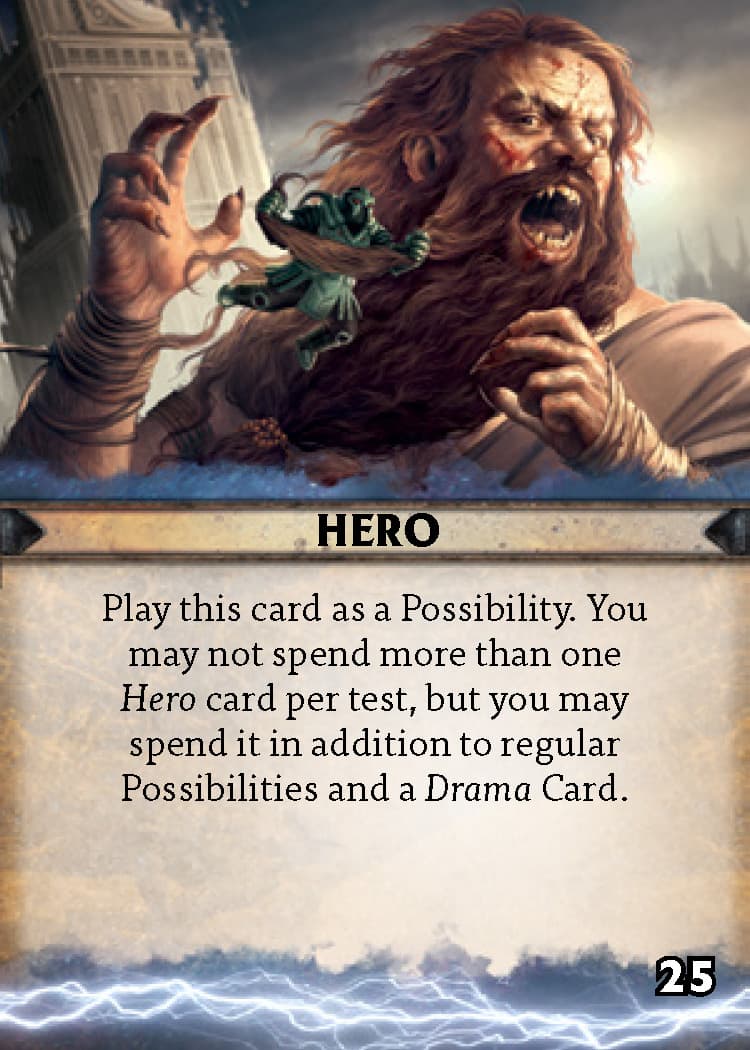 HERO
Play this card as a Possibility. You
may not spend more than one
Hero card per test, but you may
spend it in addition to regular
Possibilities and a Drama Card.
25